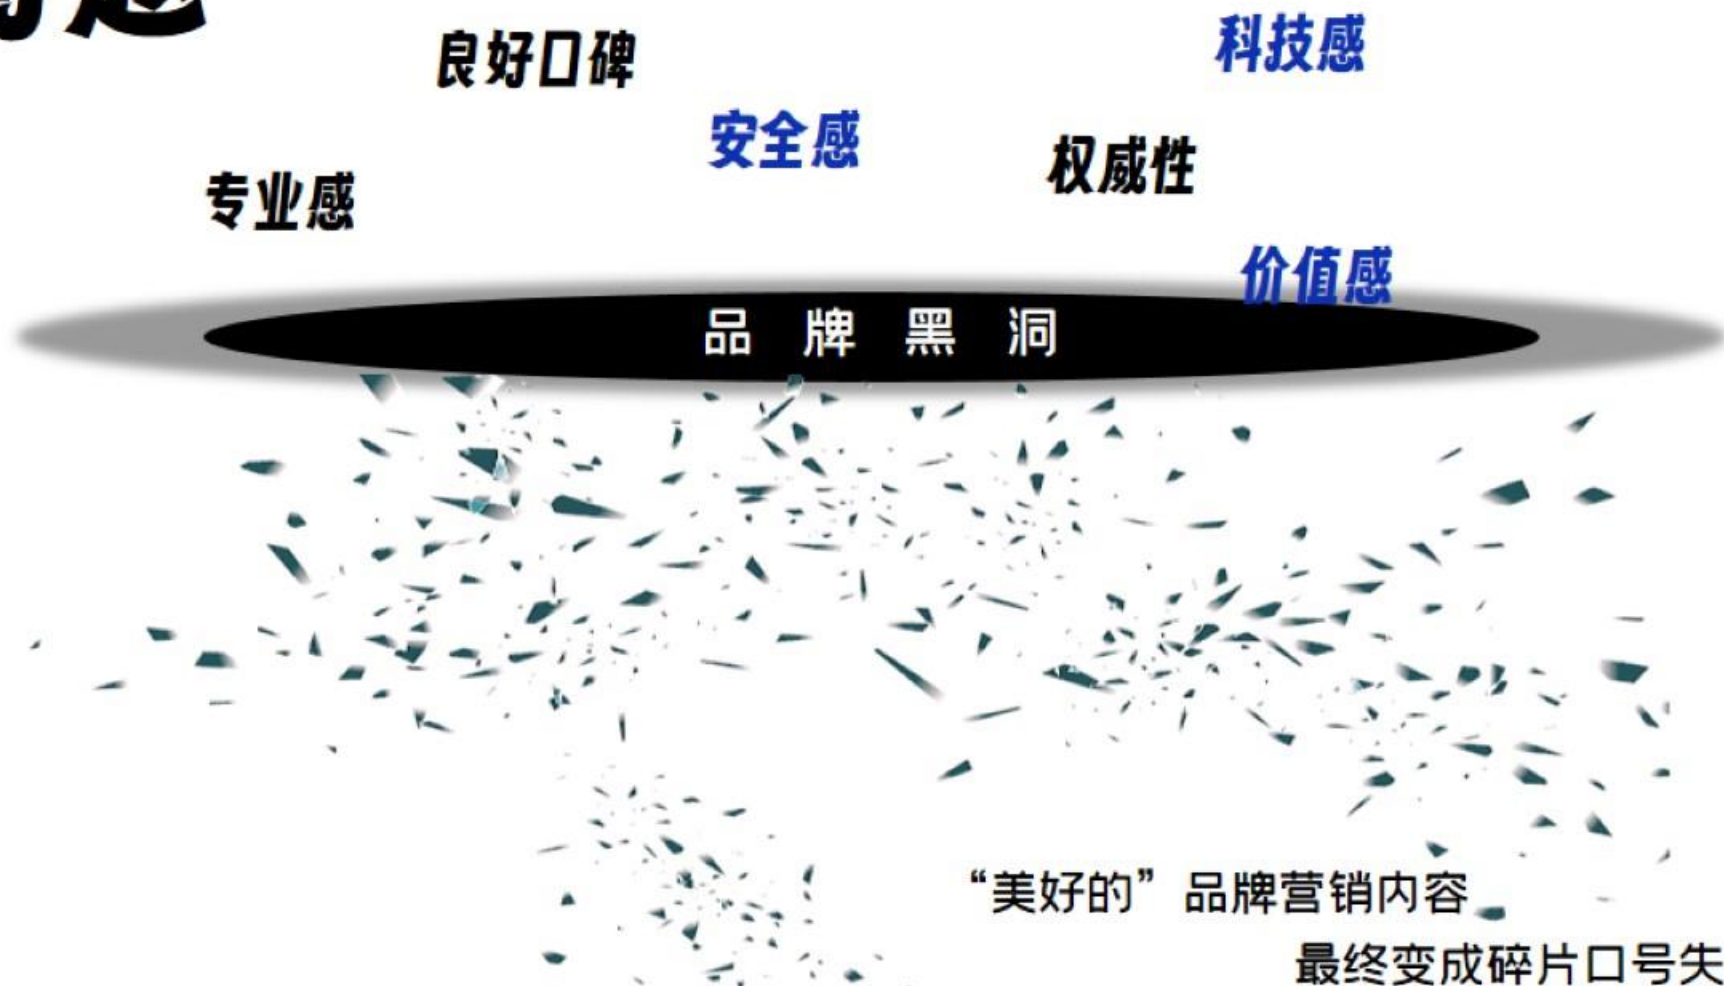 良好口碑
科技感
安全感
权威性
专业感
价值感
品牌黑洞
“美好的”品牌营销内容
最终变成碎片口号失